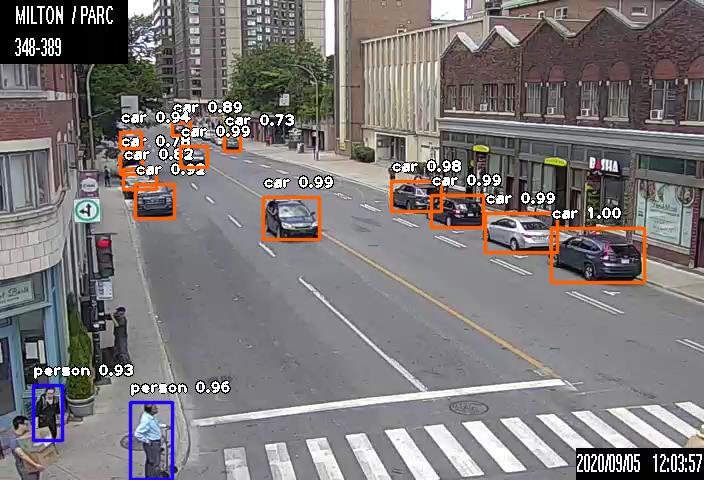 MILTON / PARC
348-389
car 0.89
car 0.94
car 0.73
car 0.99
car 0.78
car 0.82
car 0.92
car 0.99
car 0.98
car 0.99
car 0.99
car 1.00
person 0.93
person 0.96
2020/09/05 12:03:57